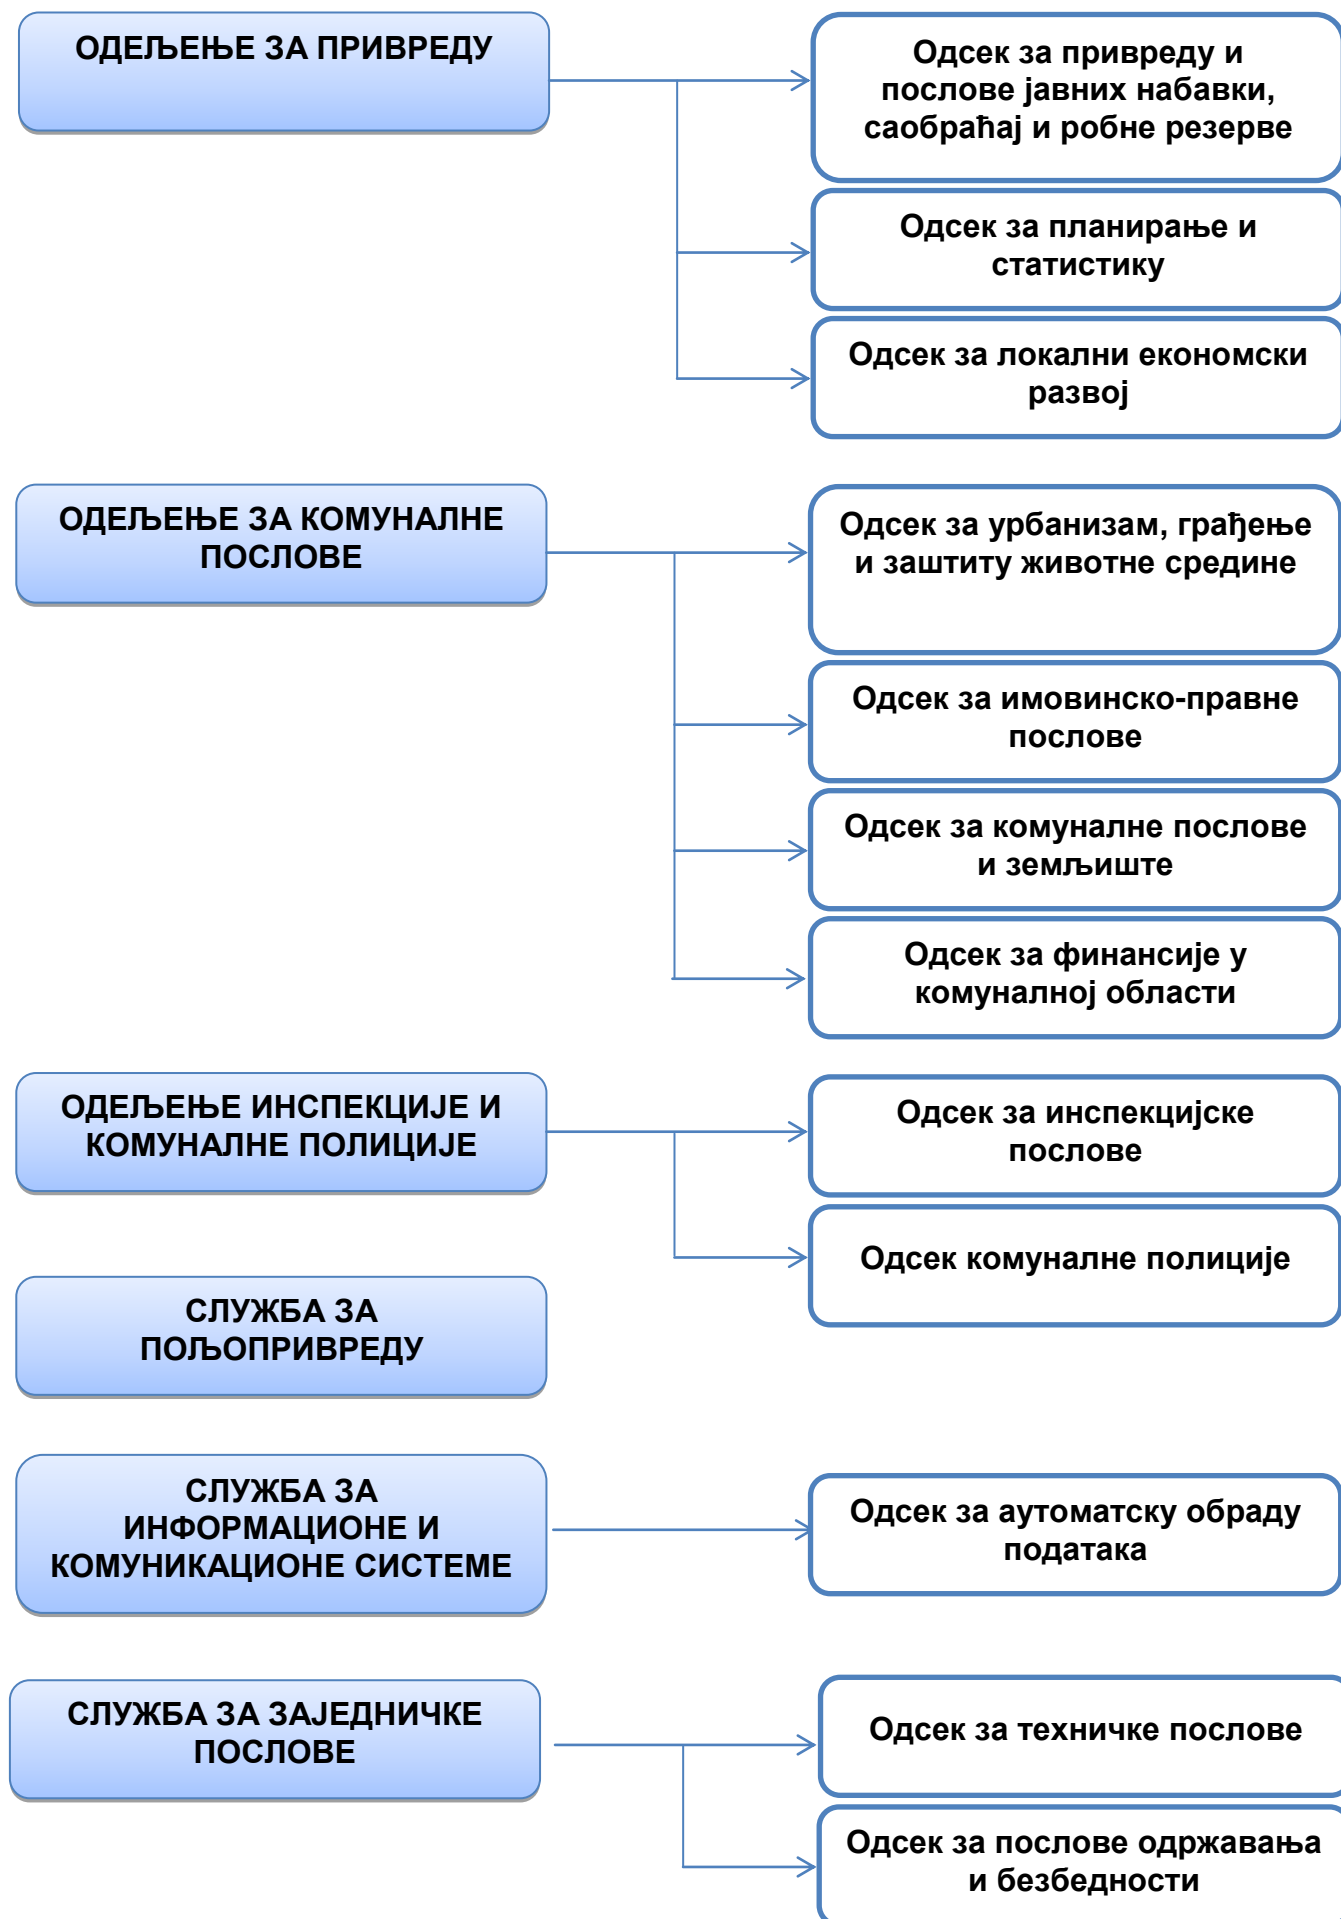 ОДЕЉЕЊЕ ЗА ПРИВРЕДУ
Одсек за привреду и
послове јавних набавки,
саобраћај и робне резерве
Одсек за планирање и
статистику
Одсек за локални економски
развој
ОДЕЉЕЊЕ ЗА КОМУНАЛНЕ
ПОСЛОВЕ
Одсек за урбанизам, грађење
и заштиту животне средине
Одсек за имовинско-правне
послове
Одсек за комуналне послове
и земљиште
Одсек за финансије у
комуналној области
ОДЕЉЕЊЕ ИНСПЕКЦИЈЕ И
КОМУНАЛНЕ ПОЛИЦИЈЕ
Одсек за инспекцијске
послове
Одсек комуналне полиције
СЛУЖБА ЗА
ПОЉОПРИВРЕДУ
СЛУЖБА ЗА
ИНФОРМАЦИОНЕ И
КОМУНИКАЦИОНЕ СИСТЕМЕ
Одсек за аутоматску обраду
података
СЛУЖБА ЗА ЗАЈЕДНИЧКЕ
ПОСЛОВЕ
Одсек за техничке послове
Одсек за послове одржавања
и безбедности